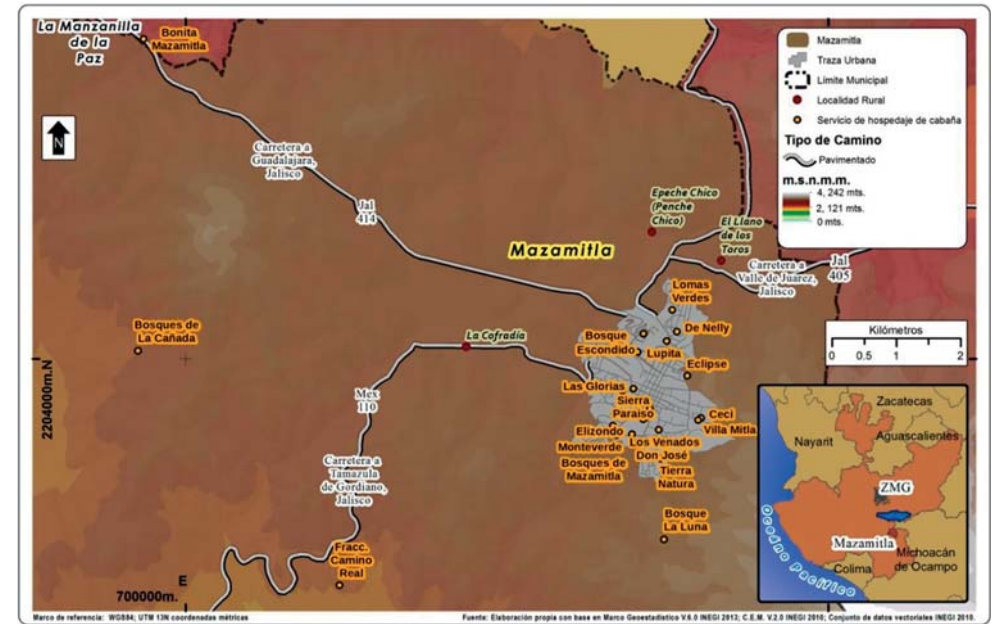 La Manzanilla
de la
Paz
Bonita
Mazamitla
N
Carretera a
Guadalajara,
Jalisco
Jal
414
Epeche Chico
(Penche
Chico)
El Llano
de los
Toros
Mazamitla
Carretera a
Valle de Juárez,
Jalisco
Jal
405
Lomas
Verdes
Bosques de
La Cañada
La Cofradía
Bosque
Escondido
De Nelly
Lupita
Eclipse
Las Glorias
Sierra
Paraiso
Ceci
Villa Mitla
Elizondo
Monteverde
Los Venados
Don José
Bosques de
Mazamitla
Tierra
Natura
Bosque
La Luna
Mex
110
Carretera a
Tamazula
de Gordiano,
Jalisco
Fracc.
Camino
Real
2204000m.N
E
700000m.
Mazamitla
Traza Urbana
Límite Municipal
Localidad Rural
Servicio de hospedaje de cabaña
Tipo de Camino
Pavimentado
m.s.n.m.m.
4, 242 mts.
2, 121 mts.
0 mts.
Kilómetros
0 0.5 1 2
Zacatecas
Nayarit
Aguascalientes
ZMG
Mazamitla
Michoacán
de Ocampo
Colima
Oceano Pacífico
Marco de referencia: WGS84; UTM 13N coordenadas métricas
Fuente: Elaboración propia con base en Marco Geoestadístico V.6.0 INEGI 2013; C.E.M. V.2.0 INEGI 2010; Conjunto de datos vectoriales INEGI 2010.